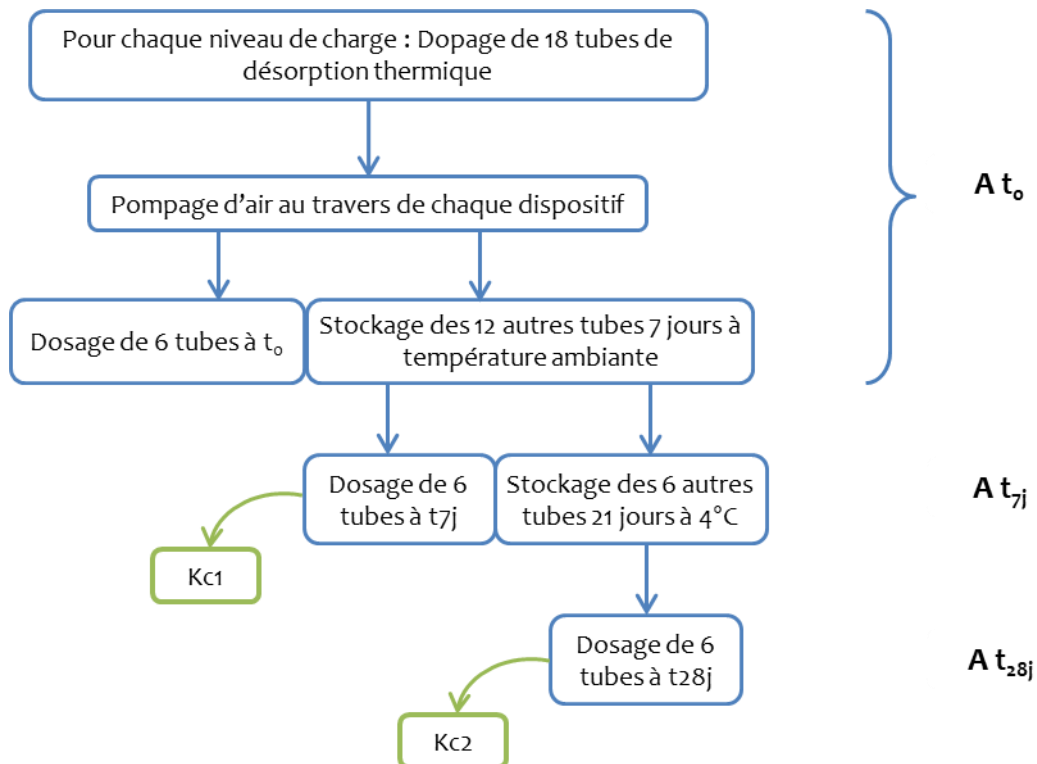 Pour chaque niveau de charge : Dopage de 18 tubes de
désorption thermique
Pompage d'air au travers de chaque dispositif
A t₀
Dosage de 6 tubes à t₀
Stockage des 12 autres tubes 7 jours à
température ambiante
Dosage de 6
tubes à t7j
Stockage des 6 autres
tubes 21 jours à 4°C
A t₇ⱼ
Kc1
Dosage de 6
tubes à t28j
A t₂₈ⱼ
Kc2